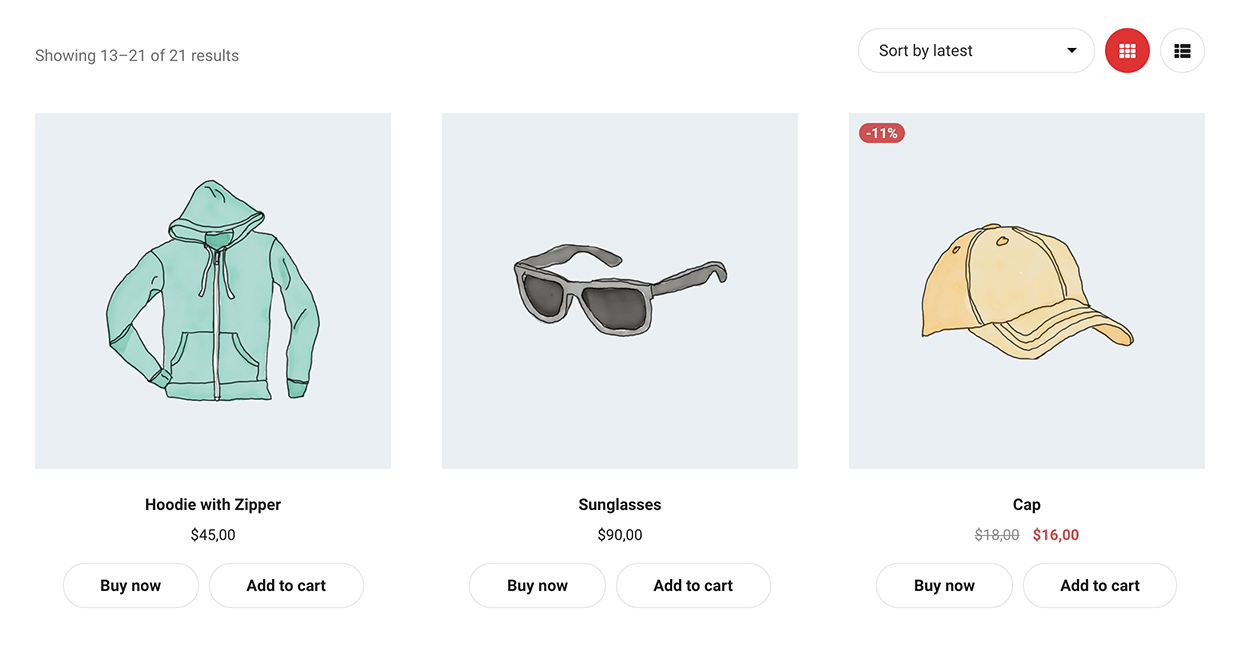 Showing 13–21 of 21 results
Sort by latest
-11%
Hoodie with Zipper
$45,00
Buy now
Add to cart
Sunglasses
$90,00
Buy now
Add to cart
Cap
$18,00 $16,00
Buy now
Add to cart